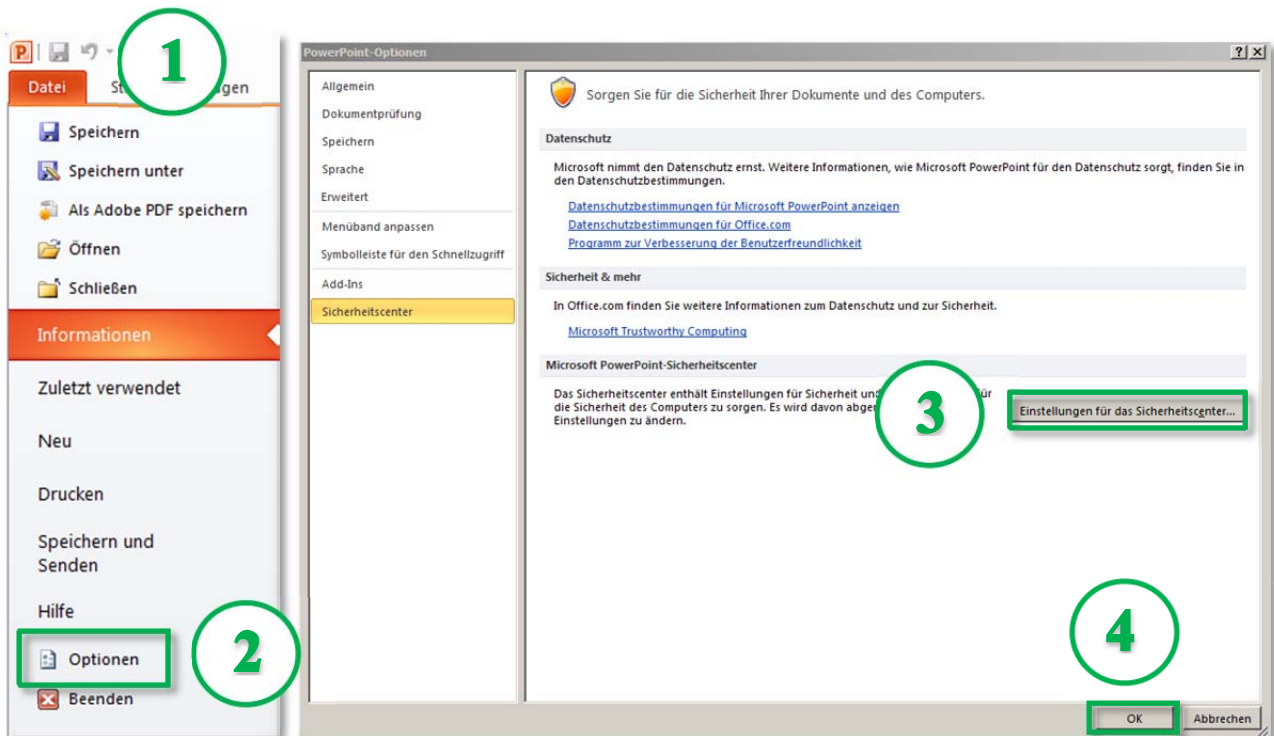 1
Datei
Speichern
Speichern unter
Als Adobe PDF speichern
Öffnen
Schließen
Informationen
Zuletzt verwendet
Neu
Drucken
Speichern und
Senden
Hilfe
Optionen
2
Beenden
PowerPoint-Optionen
Allgemein
Dokumentprüfung
Speichern
Sprache
Erweitert
Menüband anpassen
Symbolleiste für den Schnellzugriff
Add-Ins
Sicherheitscenter
Sorgen Sie für die Sicherheit Ihrer Dokumente und des Computers.
Datenschutz
Microsoft nimmt den Datenschutz ernst. Weitere Informationen, wie Microsoft PowerPoint für den Datenschutz sorgt, finden Sie in
den Datenschutzbestimmungen.
Datenschutzbestimmungen für Microsoft PowerPoint anzeigen
Datenschutzbestimmungen für Office.com
Programm zur Verbesserung der Benutzerfreundlichkeit
Sicherheit & mehr
In Office.com finden Sie weitere Informationen zum Datenschutz und zur Sicherheit.
Microsoft Trustworthy Computing
Microsoft PowerPoint-Sicherheitscenter
Das Sicherheitscenter enthält Einstellungen für Sicherheit
die Sicherheit des Computers zu sorgen. Es wird davon
Einstellungen zu ändern.
3
Einstellungen für das Sicherheitscenter...
4
OK
Abbrechen